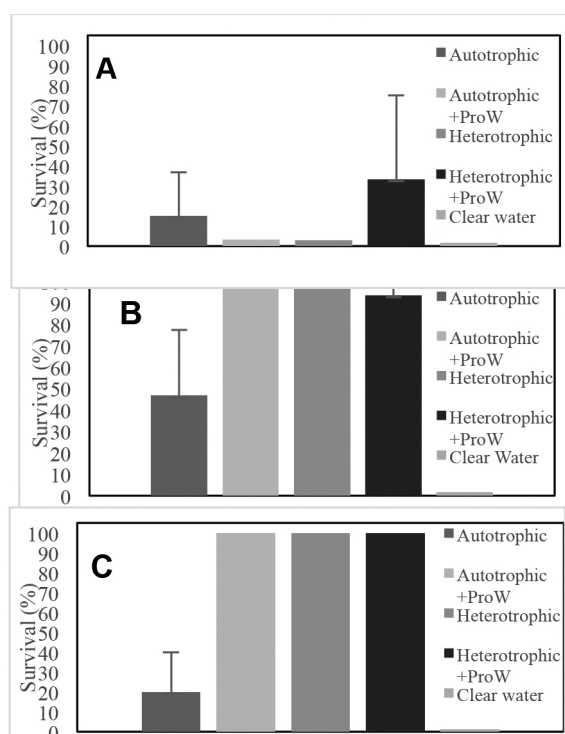 A
Survival (%)
100
90
80
70
60
50
40
30
20
10
0
Autotrophic
Autotrophic
+ProW
Heterotrophic
Heterotrophic
+ProW
Clear water
B
Survival (%)
100
90
80
70
60
50
40
30
20
10
0
Autotrophic
Autotrophic
+ProW
Heterotrophic
Heterotrophic
+ProW
Clear Water
C
Survival (%)
100
90
80
70
60
50
40
30
20
10
0
Autotrophic
Autotrophic
+ProW
Heterotrophic
Heterotrophic
+ProW
Clear water